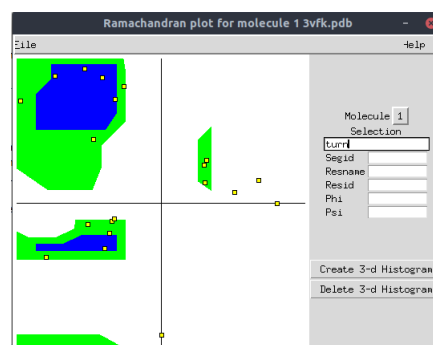 Ramachandran plot for molecule 1 3vfk.pdb
File
Help
Molecule 1
Selection
turn
Segid
Resname
Resid
Phi
Psi
Create 3-d Histogram
Delete 3-d Histogram